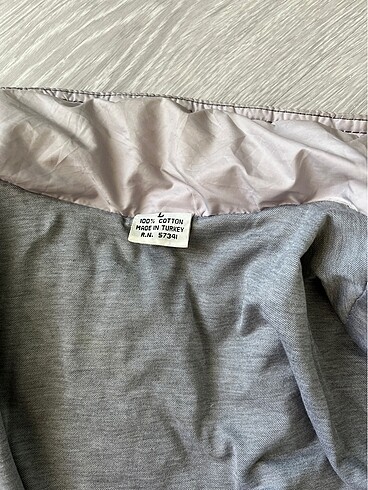 L
100% COTTON
MADE IN TURKEY
R.N. 57341